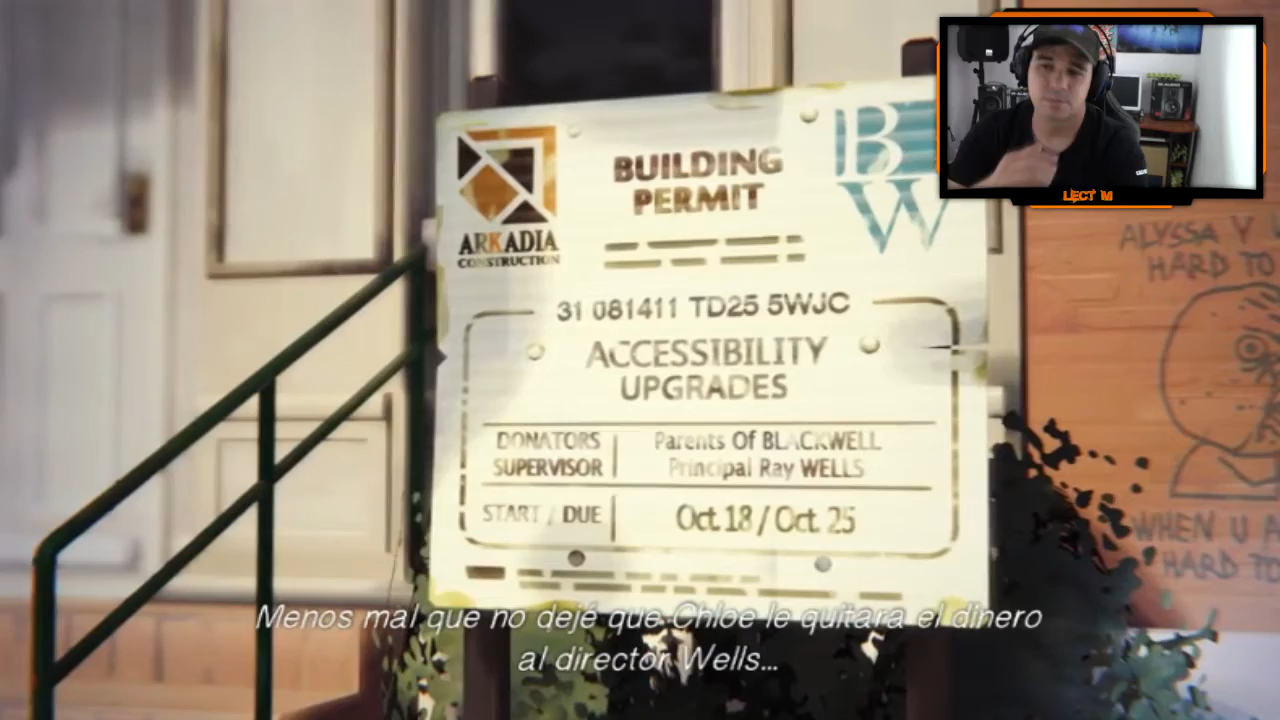 BUILDING
PERMIT
BW
ARKADIA
CONSTRUCTION
31 081411 TD25 5WJC
ACCESSIBILITY
UPGRADES
DONATORS Parents Of BLACKWELL
SUPERVISOR Principal Ray WELLS
START / DUE Oct. 18 / Oct. 25
ALYSSA Y
HARD TO
WHEN U
HARD TO
Menos mal que no dejé que Chloe le quitara el dinero
al director Wells...